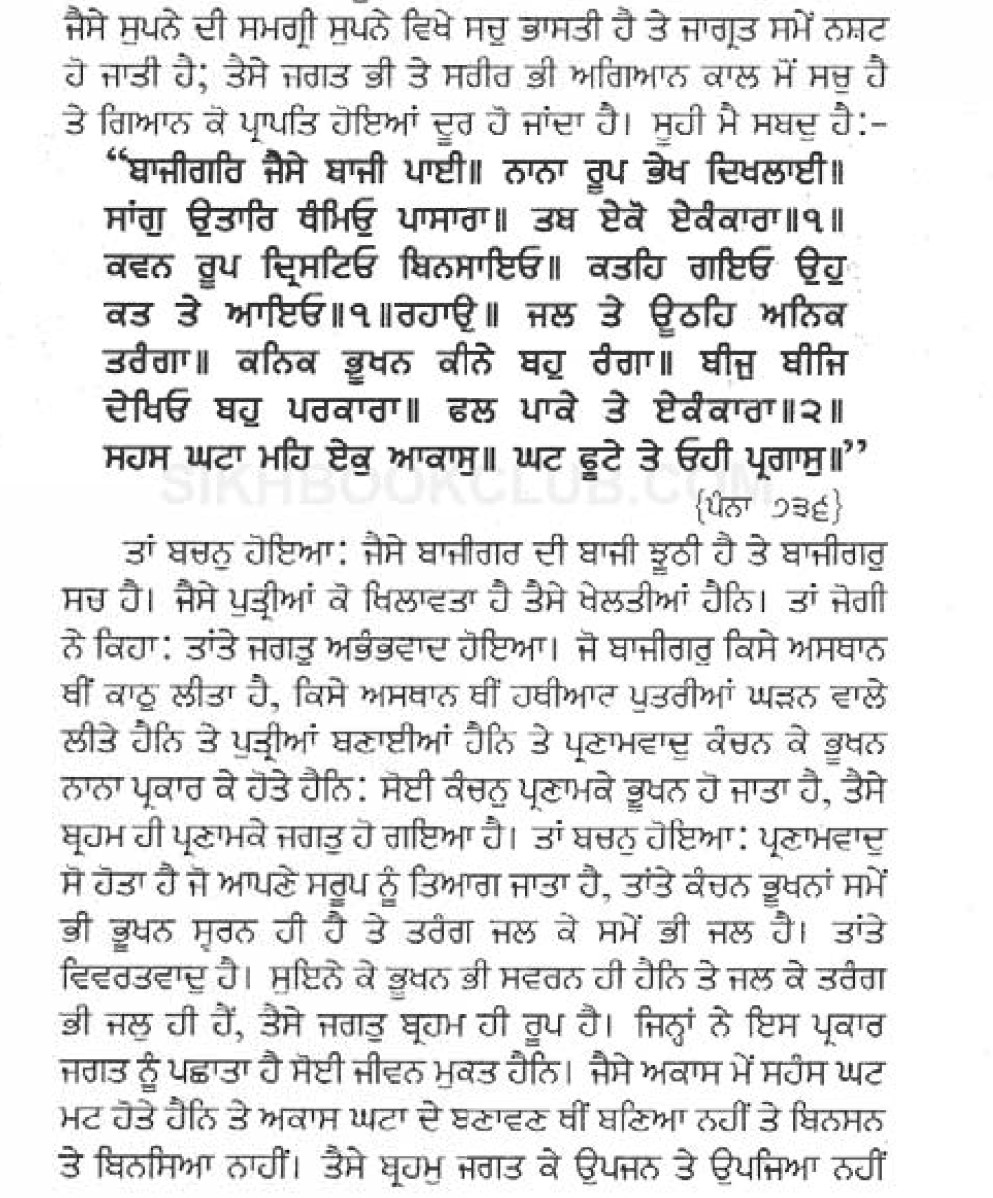 ਜੈਸੇ ਸੁਪਨੇ ਦੀ ਸਮਗ੍ਰੀ ਸੁਪਨੇ ਵਿਖੇ ਸਚੁ ਭਾਸਤੀ ਹੈ ਤੇ ਜਾਗ੍ਰਤ ਸਮੇਂ ਨਸ਼ਟ
ਹੋ ਜਾਤੀ ਹੈ; ਤੈਸੇ ਜਗਤ ਭੀ ਤੇ ਸਰੀਰ ਭੀ ਅਗਿਆਨ ਕਾਲ ਮੋਂ ਸਚੁ ਹੈ
ਤੇ ਗਿਆਨ ਕੋ ਪ੍ਰਾਪਤਿ ਹੋਇਆਂ ਦੂਰ ਹੋ ਜਾਂਦਾ ਹੈ। ਸੂਹੀ ਮੈ ਸਬਦੁ ਹੈ:-
“ਬਾਜੀਗਰਿ ਜੈਸੇ ਬਾਜੀ ਪਾਈ॥ ਨਾਨਾ ਰੂਪ ਭੇਖ ਦਿਖਲਾਈ॥
ਸਾਂਗੁ ਉਤਾਰਿ ਥੰਮਿਓੁ ਪਾਸਾਰਾ॥ ਤਬ ਏਕੋ ਏਕੰਕਾਰਾ॥੧॥
ਕਵਨ ਰੂਪ ਦ੍ਰਿਸਟਿਓ ਬਿਨਸਾਇਓ॥ ਕਤਹਿ ਗਇਓ ਉਹੁ
ਕਤ ਤੇ ਆਇਓ॥੧॥ਰਹਾਉ॥ ਜਲ ਤੇ ਊਠਹਿ ਅਨਿਕ
ਤਰੰਗਾ॥ ਕਨਿਕ ਭੂਖਨ ਕੀਨੇ ਬਹੁ ਰੰਗਾ॥ ਬੀਜੁ ਬੀਜਿ
ਦੇਖਿਓ ਬਹੁ ਪਰਕਾਰਾ॥ ਫਲ ਪਾਕੇ ਤੇ ਏਕੰਕਾਰਾ॥੨॥
ਸਹਸ ਘਟਾ ਮਹਿ ਏਕੁ ਆਕਾਸੁ॥ ਘਟ ਫੂਟੇ ਤੇ ਓਹੀ ਪ੍ਰਗਾਸੁ॥”
SIKHBOOKCLUB.COM
{ਪੰਨਾ ੭੩੬}
ਤਾਂ ਬਚਨੁ ਹੋਇਆ: ਜੈਸੇ ਬਾਜੀਗਰ ਦੀ ਬਾਜੀ ਝੂਠੀ ਹੈ ਤੇ ਬਾਜੀਗਰੁ
ਸਚ ਹੈ। ਜੈਸੇ ਪੁਤ੍ਰੀਆਂ ਕੋ ਖਿਲਾਵਤਾ ਹੈ ਤੈਸੇ ਖੇਲਤੀਆਂ ਹੈਨਿ। ਤਾਂ ਜੋਗੀ
ਨੇ ਕਿਹਾ: ਤਾਂਤੇ ਜਗਤੁ ਅਭੰਭਵਾਦ ਹੋਇਆ। ਜੋ ਬਾਜੀਗਰੁ ਕਿਸੇ ਅਸਥਾਨ
ਥੀਂ ਕਾਠੁ ਲੀਤਾ ਹੈ, ਕਿਸੇ ਅਸਥਾਨ ਥੀਂ ਹਥੀਆਰ ਪੁਤਰੀਆਂ ਘੜਨ ਵਾਲੇ
ਲੀਤੇ ਹੈਨਿ ਤੇ ਪੁਤ੍ਰੀਆਂ ਬਣਾਈਆਂ ਹੈਨਿ ਤੇ ਪ੍ਰਣਾਮਵਾਦੁ ਕੰਚਨ ਕੇ ਭੂਖਨ
ਨਾਨਾ ਪ੍ਰਕਾਰ ਕੇ ਹੋਤੇ ਹੈਨਿ: ਸੋਈ ਕੰਚਨੁ ਪ੍ਰਣਾਮਕੇ ਭੂਖਨ ਹੋ ਜਾਤਾ ਹੈ, ਤੈਸੇ
ਬ੍ਰਹਮ ਹੀ ਪ੍ਰਣਾਮਕੇ ਜਗਤੁ ਹੋ ਗਇਆ ਹੈ। ਤਾਂ ਬਚਨੁ ਹੋਇਆ: ਪ੍ਰਣਾਮਵਾਦੁ
ਸੋ ਹੋਤਾ ਹੈ ਜੋ ਆਪਣੇ ਸਰੂਪ ਨੂੰ ਤਿਆਗ ਜਾਤਾ ਹੈ, ਤਾਂਤੇ ਕੰਚਨ ਭੂਖਨਾਂ ਸਮੇਂ
ਭੀ ਭੂਖਨ ਸ੍ਵਰਨ ਹੀ ਹੈ ਤੇ ਤਰੰਗ ਜਲ ਕੇ ਸਮੇਂ ਭੀ ਜਲ ਹੈ। ਤਾਂਤੇ
ਵਿਵਰਤਵਾਦੁ ਹੈ। ਸੁਇਨੇ ਕੇ ਭੂਖਨ ਭੀ ਸਵਰਨ ਹੀ ਹੈਨਿ ਤੇ ਜਲ ਕੇ ਤਰੰਗ
ਭੀ ਜਲੁ ਹੀ ਹੈਂ, ਤੈਸੇ ਜਗਤੁ ਬ੍ਰਹਮ ਹੀ ਰੂਪ ਹੈ। ਜਿਨ੍ਹਾਂ ਨੇ ਇਸ ਪ੍ਰਕਾਰ
ਜਗਤ ਨੂੰ ਪਛਾਤਾ ਹੈ ਸੋਈ ਜੀਵਨ ਮੁਕਤ ਹੈਨਿ। ਜੈਸੇ ਅਕਾਸ ਮੇਂ ਸਹੰਸ ਘਟ
ਮਟ ਹੋਤੇ ਹੈਨਿ ਤੇ ਅਕਾਸ ਘਟਾ ਦੇ ਬਣਾਵਣ ਥੀਂ ਬਣਿਆ ਨਹੀਂ ਤੇ ਬਿਨਸਨ
ਤੇ ਬਿਨਸਿਆ ਨਾਹੀਂ। ਤੈਸੇ ਬ੍ਰਹਮੁ ਜਗਤ ਕੇ ਉਪਜਨ ਤੇ ਉਪਜਿਆ ਨਹੀਂ